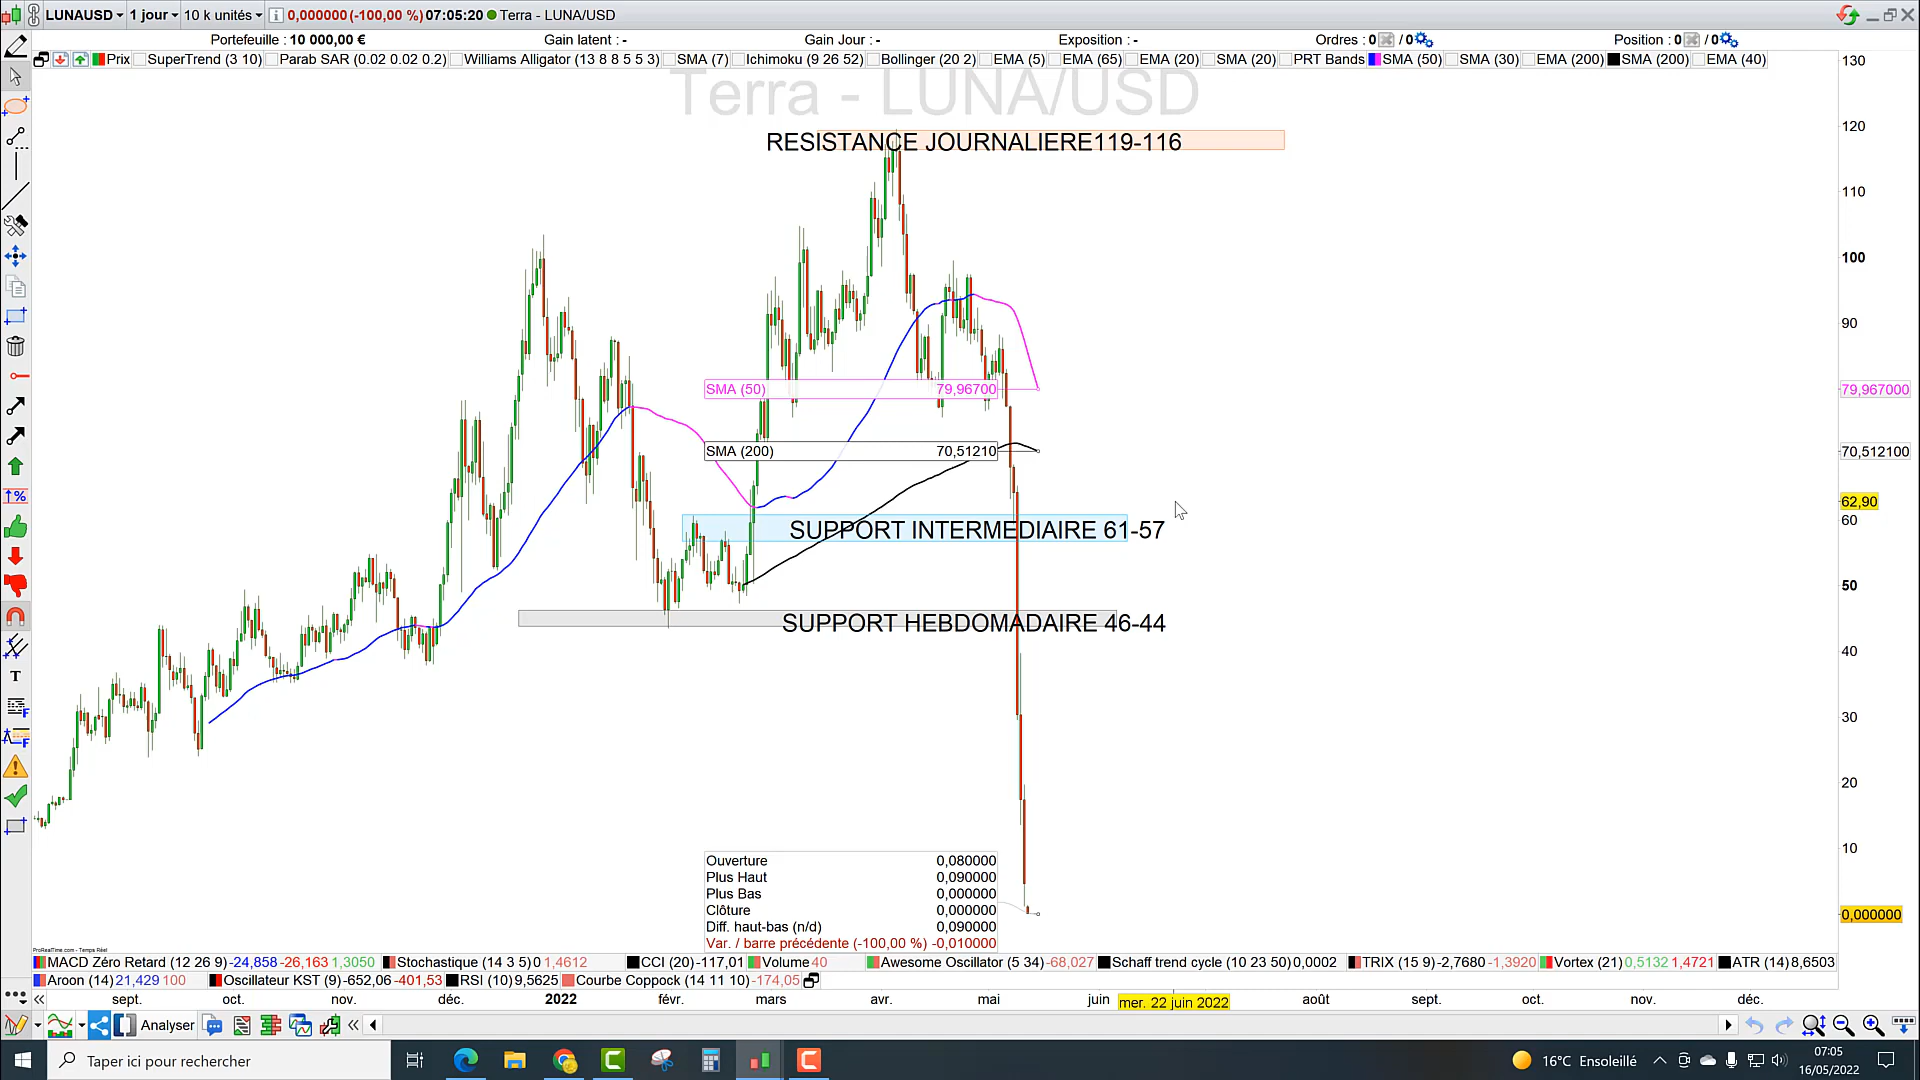 LUNAUSD 1 jour 10 k unités 0,000000 (-100,00 %) 07:05:20 Terra - LUNA/USD
Portefeuille : 10 000,00 € Gain latent : - Gain Jour : - Exposition : - Ordres : 0 / 0 Position : 0 / 0
Prix SuperTrend (3 10) Parab SAR (0.02 0.02 0.2) Williams Alligator (13 8 8 5 5 3) SMA (7) Ichimoku (9 26 52) Bollinger (20 2) EMA (5) EMA (65) EMA (20) SMA (20) PRT Bands SMA (50) SMA (30) EMA (200) SMA (200) EMA (40)
Terra - LUNA/USD
130
120
RESISTANCE JOURNALIERE119-116
110
100
90
SMA (50) 79,96700
79,967000
SMA (200) 70,51210
70,512100
62,90
60
SUPPORT INTERMEDIAIRE 61-57
50
SUPPORT HEBDOMADAIRE 46-44
40
30
20
10
Ouverture 0,080000
Plus Haut 0,090000
Plus Bas 0,000000
Clôture 0,000000
0,000000
Diff. haut-bas (n/d) 0,090000
Var. / barre précédente (-100,00 %) -0,010000
ProRealTime.com - Temps Réel
MACD Zéro Retard (12 26 9) -24,858 -26,163 1,3050 Stochastique (14 3 5) 0 1,4612 CCI (20) -117,01 Volume 40 Awesome Oscillator (5 34) -68,027 Schaff trend cycle (10 23 50) 0,0002 TRIX (15 9) -2,7680 -1,3920 Vortex (21) 0,5132 1,4721 ATR (14) 8,6503
Aroon (14) 21,429 100 Oscillateur KST (9) -652,06 -401,53 RSI (10) 9,5625 Courbe Coppock (14 11 10) -174,05
sept. oct. nov. déc. 2022 févr. mars avr. mai juin mer. 22 juin 2022 août sept. oct. nov. déc.
Analyser
Taper ici pour rechercher
16°C Ensoleillé
07:05
16/05/2022